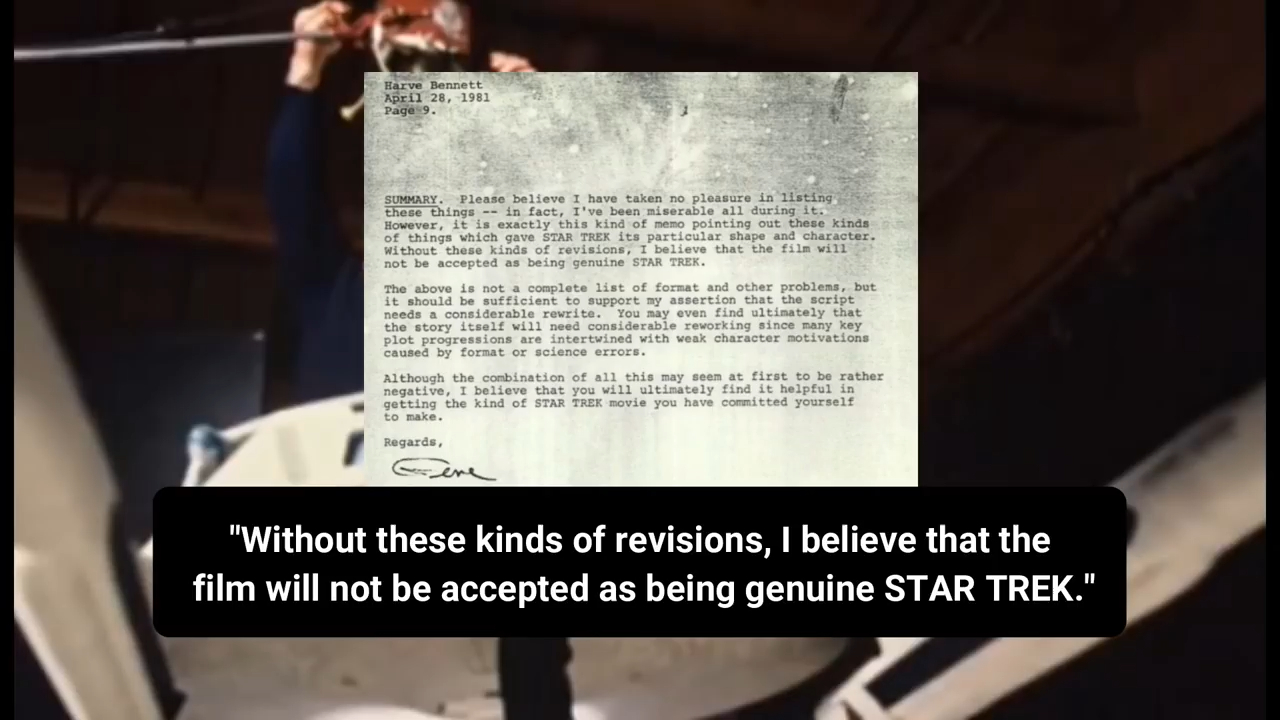 Harve Bennett
April 28, 1981
Page 9.
SUMMARY. Please believe I have taken no pleasure in listing
these things -- in fact, I've been miserable all during it.
However, it is exactly this kind of memo pointing out these kinds
of things which gave STAR TREK its particular shape and character.
Without these kinds of revisions, I believe that the film will
not be accepted as being genuine STAR TREK.
The above is not a complete list of format and other problems, but
it should be sufficient to support my assertion that the script
needs a considerable rewrite. You may even find ultimately that
the story itself will need considerable reworking since many key
plot progressions are intertwined with weak character motivations
caused by format or science errors.
Although the combination of all this may seem at first to be rather
negative, I believe that you will ultimately find it helpful in
getting the kind of STAR TREK movie you have committed yourself
to make.
Regards,
Gene
"Without these kinds of revisions, I believe that the
film will not be accepted as being genuine STAR TREK."